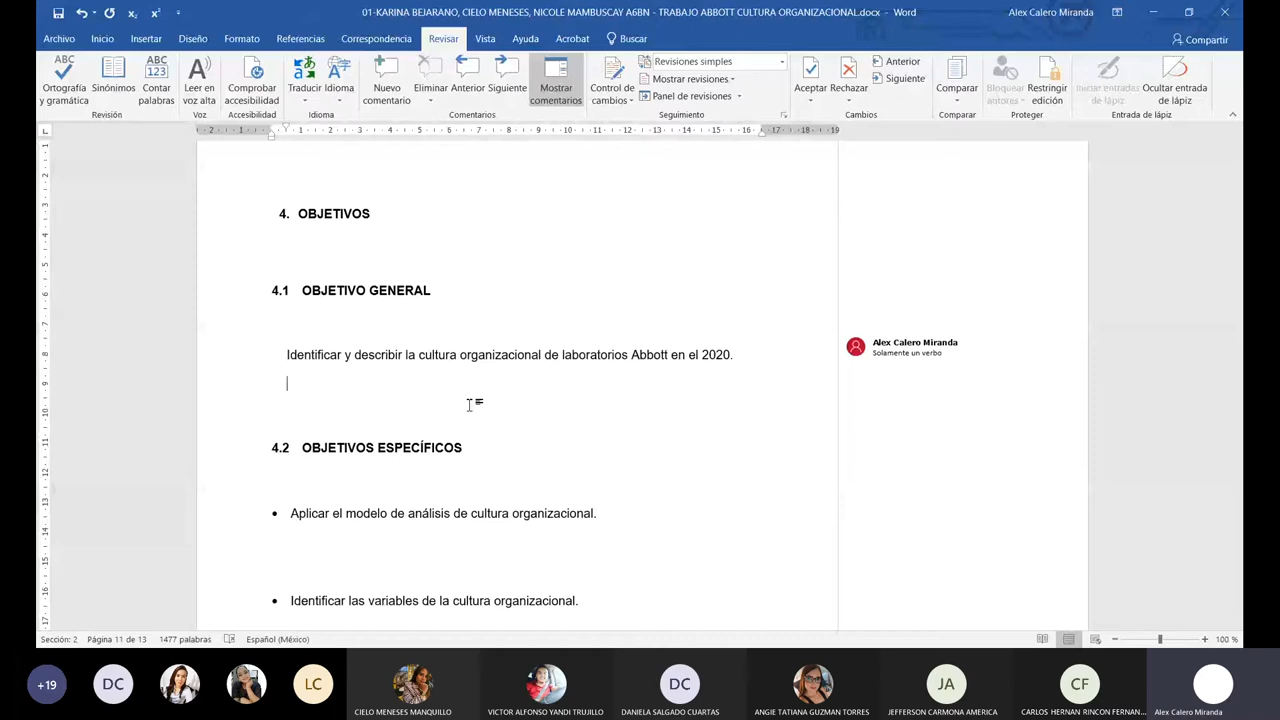 01-KARINA BEJARANO, CIELO MENESES, NICOLE MAMBUSCAY A6BN - TRABAJO ABBOTT CULTURA ORGANIZACIONAL.docx - Word
Alex Calero Miranda
Archivo Inicio Insertar Diseño Formato Referencias Correspondencia Revisar Vista Ayuda Acrobat Buscar
Compartir
Ortografía y gramática
Sinónimos
Contar palabras
Revisión
Leer en voz alta
Voz
Comprobar accesibilidad
Accesibilidad
Traducir
Idioma
Idioma
Nuevo comentario
Eliminar
Anterior
Siguiente
Mostrar comentarios
Comentarios
Control de cambios
Revisiones simples
Mostrar revisiones
Panel de revisiones
Seguimiento
Aceptar
Rechazar
Anterior
Siguiente
Cambios
Comparar
Comparar
Bloquear autores
Restringir edición
Proteger
Iniciar entradas de lápiz
Ocultar entrada de lápiz
Entrada de lápiz
4. OBJETIVOS
4.1 OBJETIVO GENERAL
Identificar y describir la cultura organizacional de laboratorios Abbott en el 2020.
Alex Calero Miranda
Solamente un verbo
4.2 OBJETIVOS ESPECÍFICOS
• Aplicar el modelo de análisis de cultura organizacional.
• Identificar las variables de la cultura organizacional.
Sección: 2 Página 11 de 13 1477 palabras Español (México) 100 %
+19
DC
LC
CIELO MENESES MANQUILLO
VICTOR ALFONSO YANDI TRUJILLO
DC
DANIELA SALGADO CUARTAS
ANGIE TATIANA GUZMAN TORRES
JA
JEFFERSON CARMONA AMERICA
CF
CARLOS HERNAN RINCON FERNAN...
Alex Calero Miranda